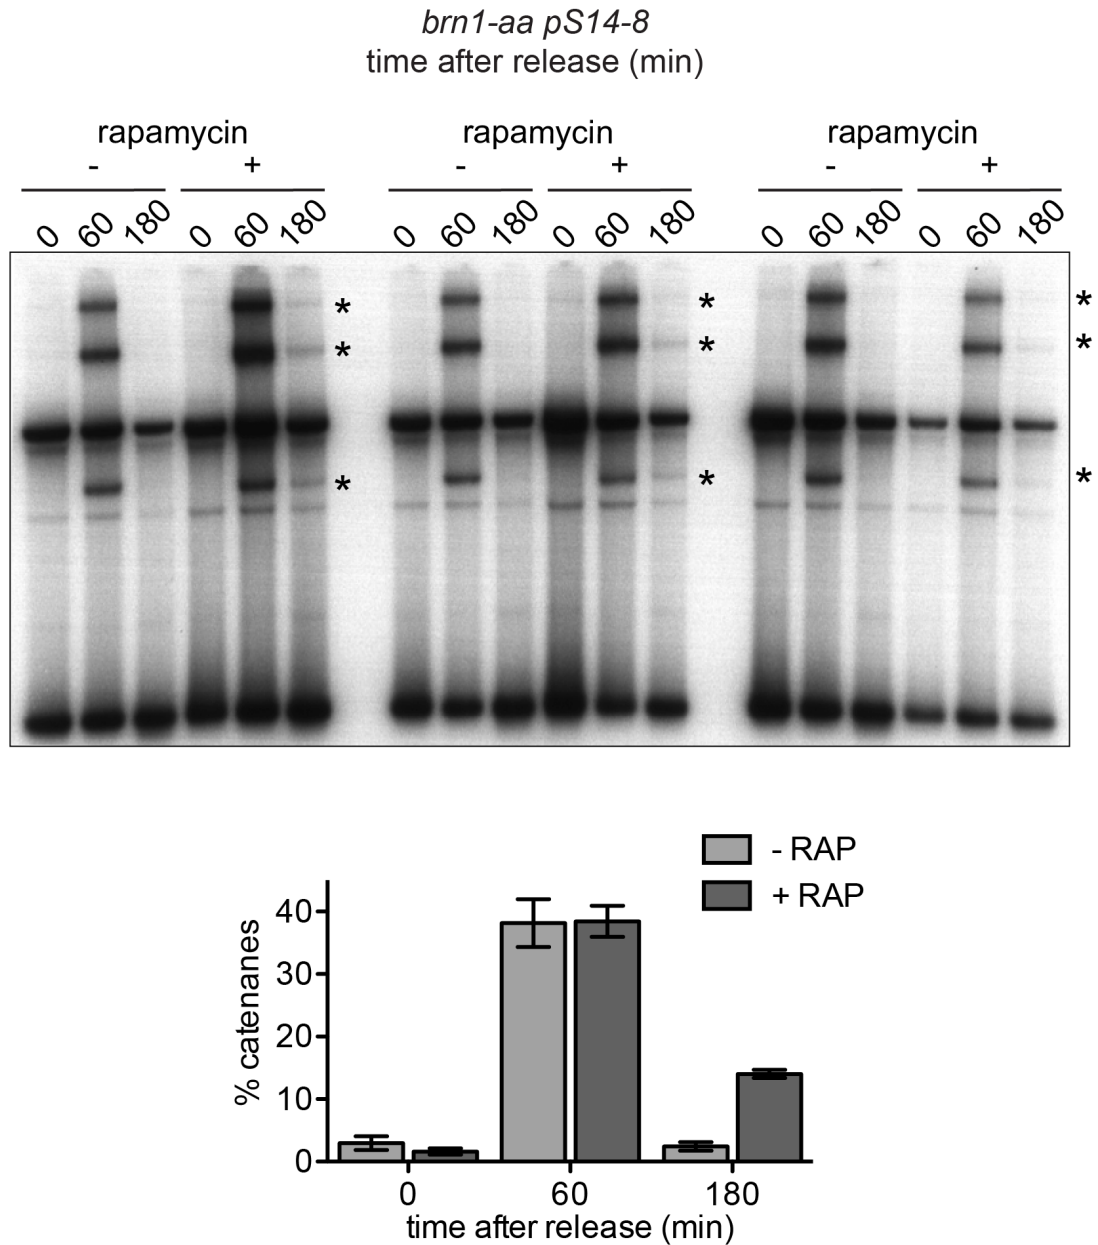 brn1-aa pS14-8
time after release (min)
rapamycin rapamycin rapamycin
- + - + - +
0 60 180 0 60 180 0 60 180 0 60 180 0 60 180 0 60 180
* * *
* * *
* * *
- RAP
+ RAP
% catenanes
40
30
20
10
0
0 60 180
time after release (min)